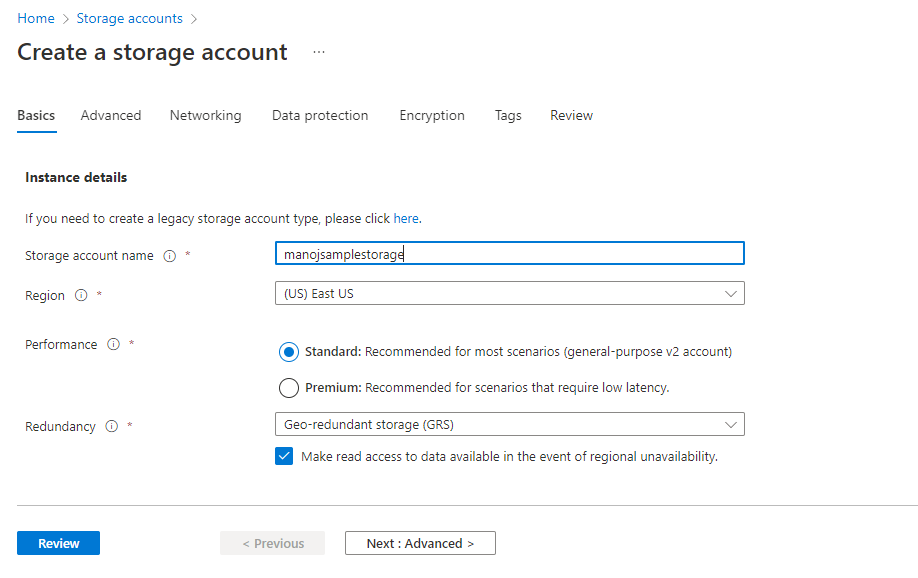 Home > Storage accounts >
Create a storage account ...
Basics Advanced Networking Data protection Encryption Tags Review
Instance details
If you need to create a legacy storage account type, please click here.
Storage account name * manojsamplestorage
Region * (US) East US
Performance * Standard: Recommended for most scenarios (general-purpose v2 account)
Premium: Recommended for scenarios that require low latency.
Redundancy * Geo-redundant storage (GRS)
Make read access to data available in the event of regional unavailability.
Review < Previous Next : Advanced >